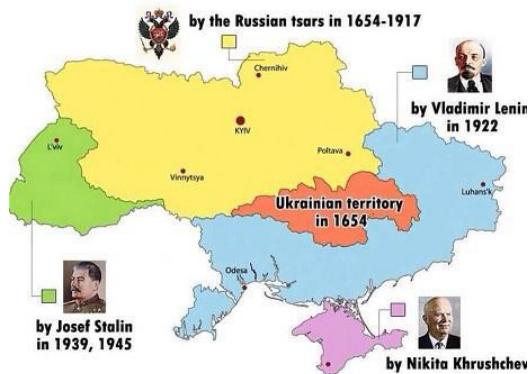 by the Russian tsars in 1654-1917
Chernihiv
by Vladimir Lenin
in 1922
L'viv
KYIV
Poltava
Vinnytsya
Luhans'k
Ukrainian territory
in 1654
Odesa
by Josef Stalin
in 1939, 1945
by Nikita Khrushchev